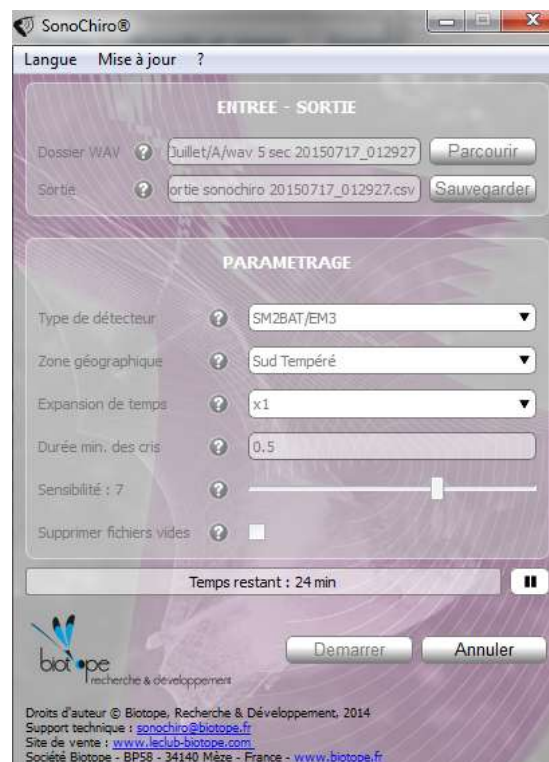 SonoChiro®
Langue Mise à jour ?
ENTREE - SORTIE
Dossier WAV ? Juillet/A/wav 5 sec 20150717_012927 Parcourir
Sortie ? ortie sonochiro 20150717_012927.csv Sauvegarder
PARAMETRAGE
Type de détecteur ? SM2BAT/EM3
Zone géographique ? Sud Tempéré
Expansion de temps ? x1
Durée min. des cris ? 0.5
Sensibilité : 7 ?
Supprimer fichiers vides ?
Temps restant : 24 min
biotope
recherche & développement
Demarrer Annuler
Droits d'auteur © Biotope, Recherche & Développement, 2014
Support technique : sonochiro@biotope.fr
Site de vente : www.leclub-biotope.com
Société Biotope - BP58 - 34140 Mèze - France - www.biotope.fr